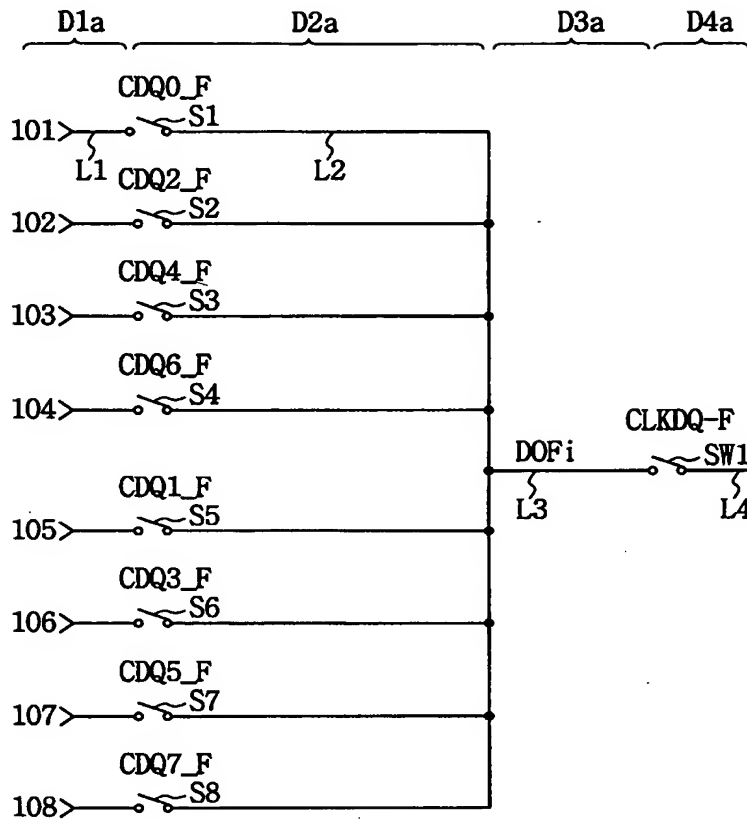 D1a D2a D3a D4a
CDQ0_F
101 S1
L1 L2
CDQ2_F
102 S2
CDQ4_F
103 S3
CDQ6_F
104 S4
CLKDQ-F
DOFi SW1
L3 L4
CDQ1_F
105 S5
CDQ3_F
106 S6
CDQ5_F
107 S7
CDQ7_F
108 S8